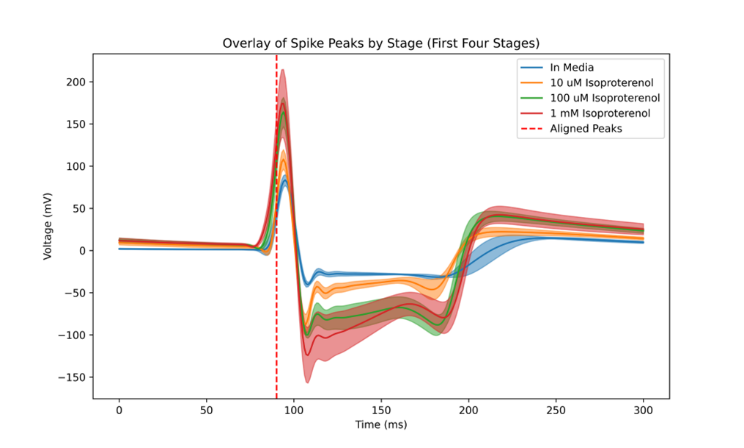 Overlay of Spike Peaks by Stage (First Four Stages)
In Media
10 uM Isoproterenol
100 uM Isoproterenol
1 mM Isoproterenol
Aligned Peaks
Voltage (mV)
200
150
100
50
0
−50
−100
−150
0 50 100 150 200 250 300
Time (ms)